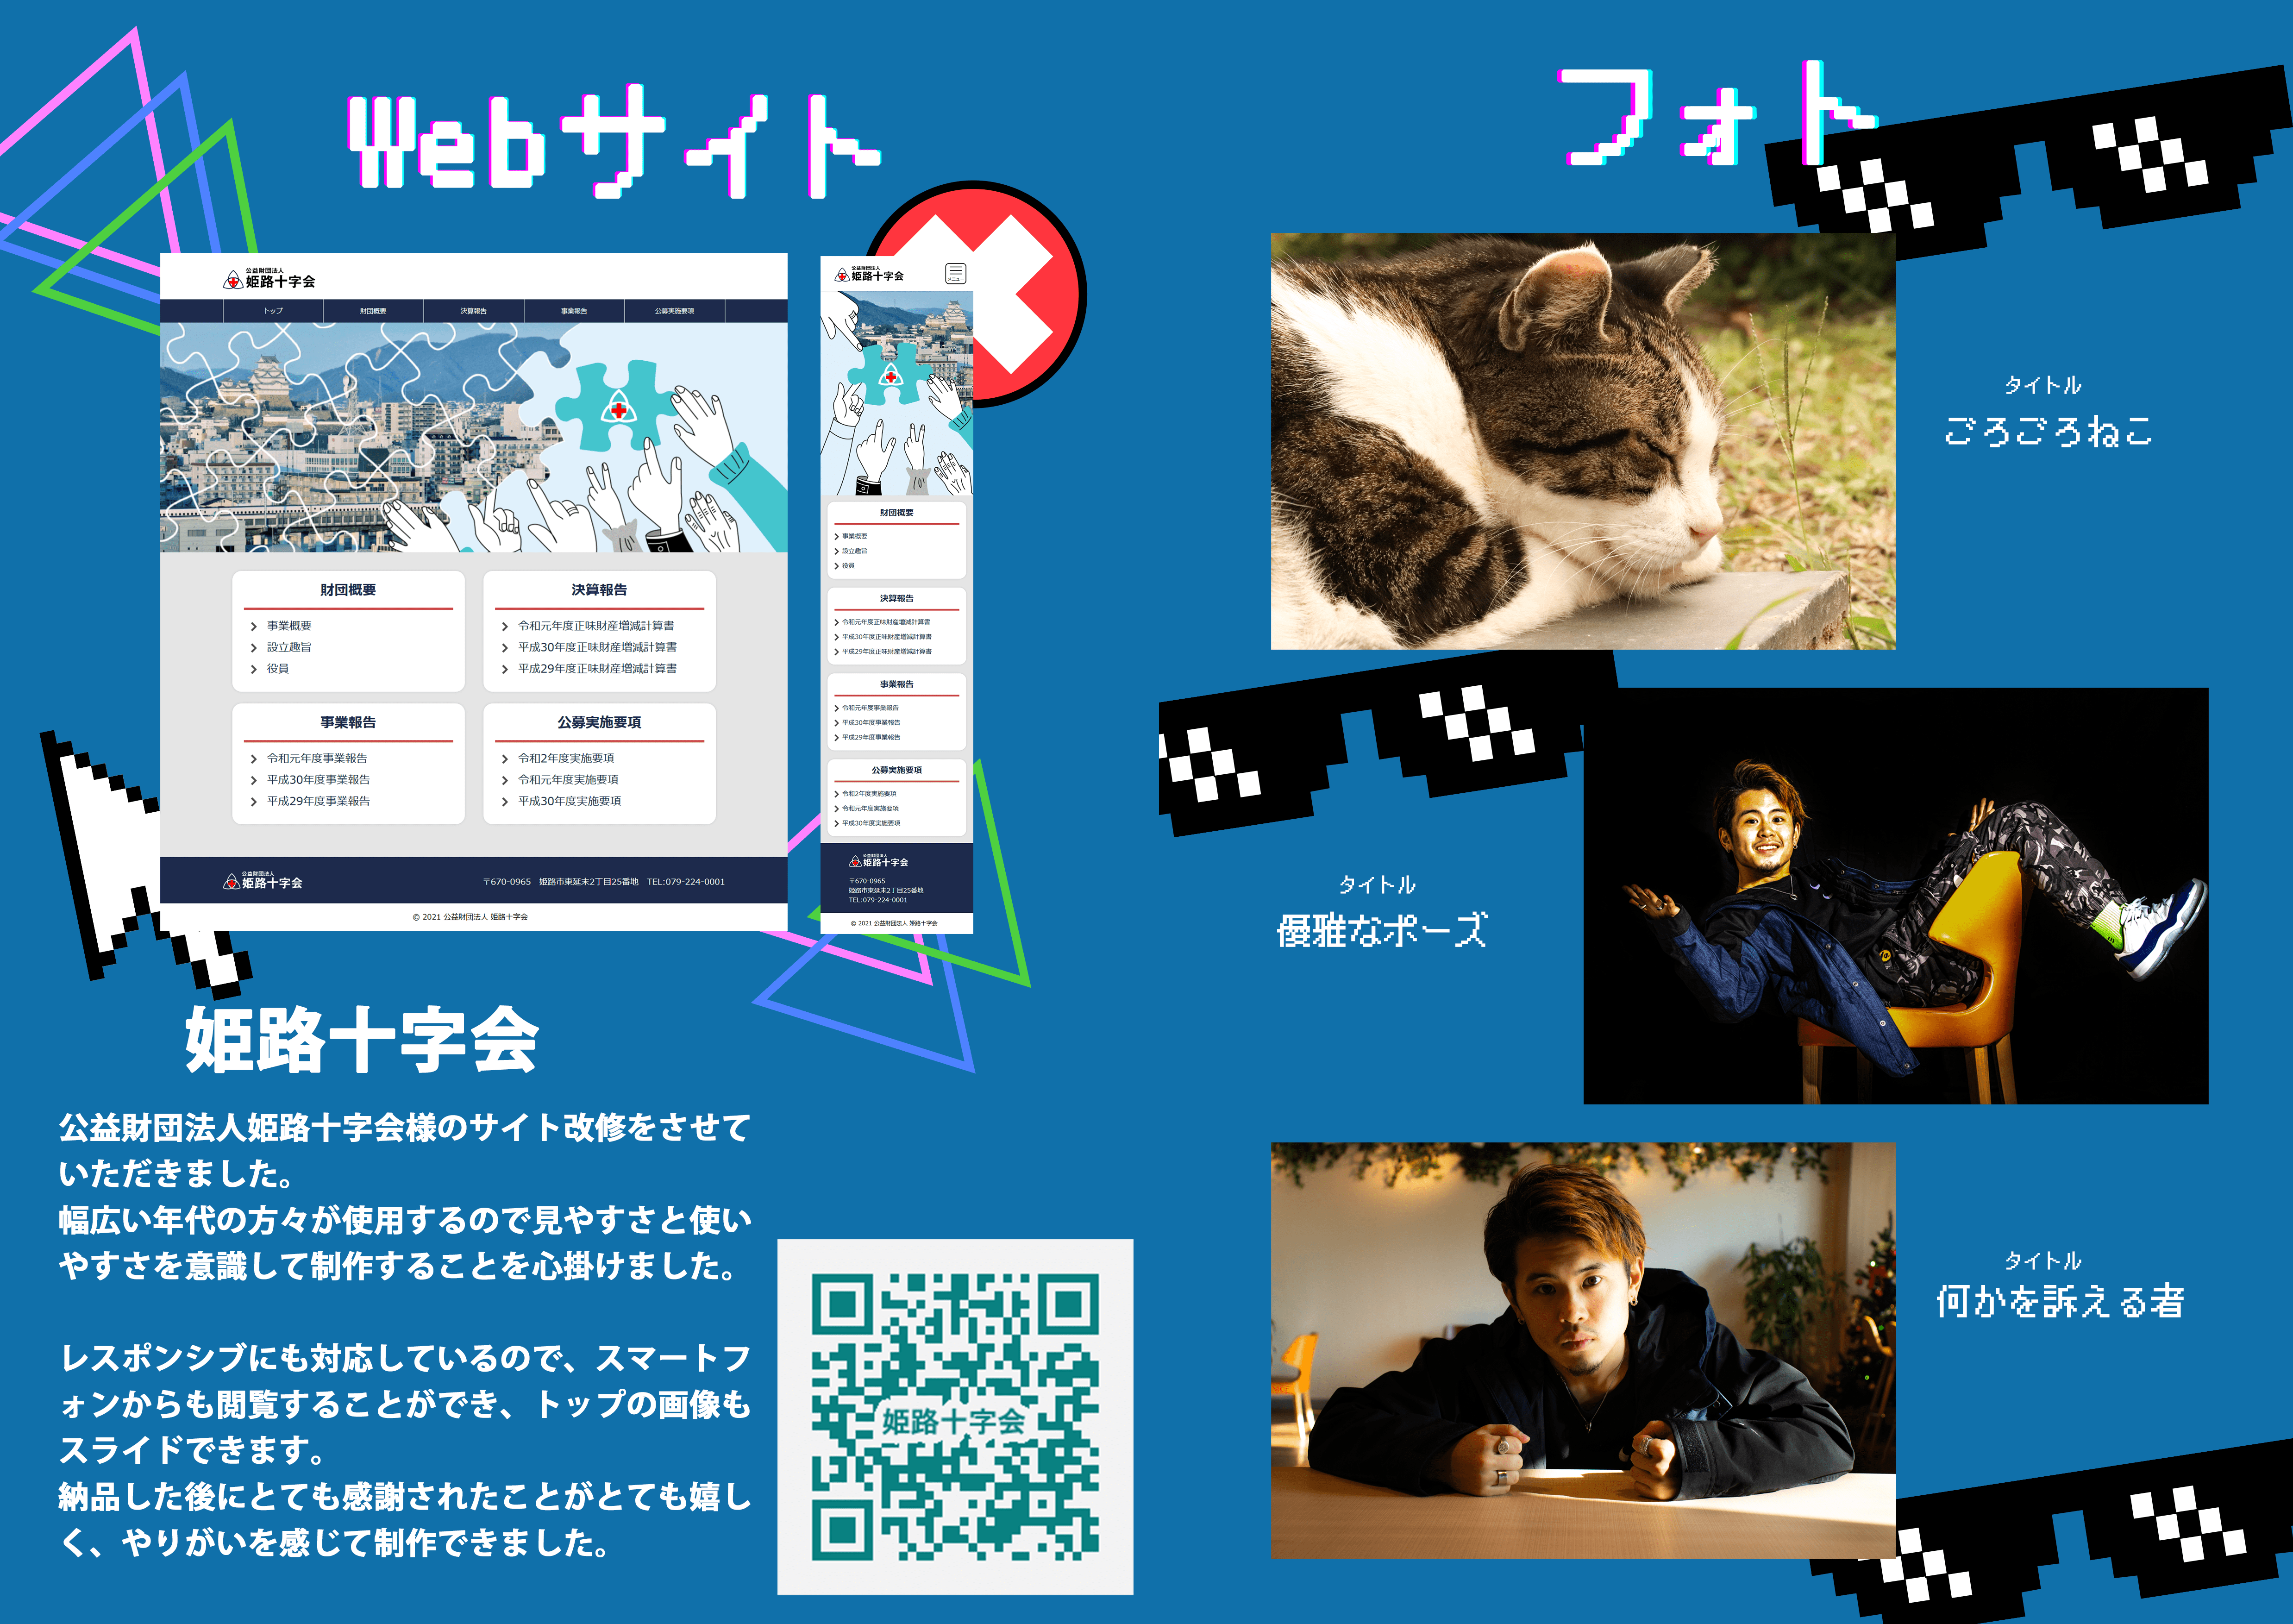 Webサイト
公益財団法人
姫路十字会
トップ
財団概要
決算報告
事業報告
公募実施要項
財団概要
事業概要
設立趣旨
役員
決算報告
令和元年度正味財産増減計算書
平成30年度正味財産増減計算書
平成29年度正味財産増減計算書
事業報告
令和元年度事業報告
平成30年度事業報告
平成29年度事業報告
公募実施要項
令和2年度実施要項
令和元年度実施要項
平成30年度実施要項
公益財団法人
姫路十字会
〒670-0965 姫路市東延末2丁目25番地 TEL:079-224-0001
© 2021 公益財団法人 姫路十字会
公益財団法人
姫路十字会
メニュー
財団概要
事業概要
設立趣旨
役員
決算報告
令和元年度正味財産増減計算書
平成30年度正味財産増減計算書
平成29年度正味財産増減計算書
事業報告
令和元年度事業報告
平成30年度事業報告
平成29年度事業報告
公募実施要項
令和2年度実施要項
令和元年度実施要項
平成30年度実施要項
公益財団法人
姫路十字会
〒670-0965
姫路市東延末2丁目25番地
TEL:079-224-0001
© 2021 公益財団法人 姫路十字会
姫路十字会
公益財団法人姫路十字会様のサイト改修をさせて
いただきました。
幅広い年代の方々が使用するので見やすさと使い
やすさを意識して制作することを心掛けました。
レスポンシブにも対応しているので、スマートフ
ォンからも閲覧することができ、トップの画像も
スライドできます。
納品した後にとても感謝されたことがとても嬉し
く、やりがいを感じて制作できました。
姫路十字会
フォト
タイトル
ごろごろねこ
タイトル
優雅なポーズ
タイトル
何かを訴える者